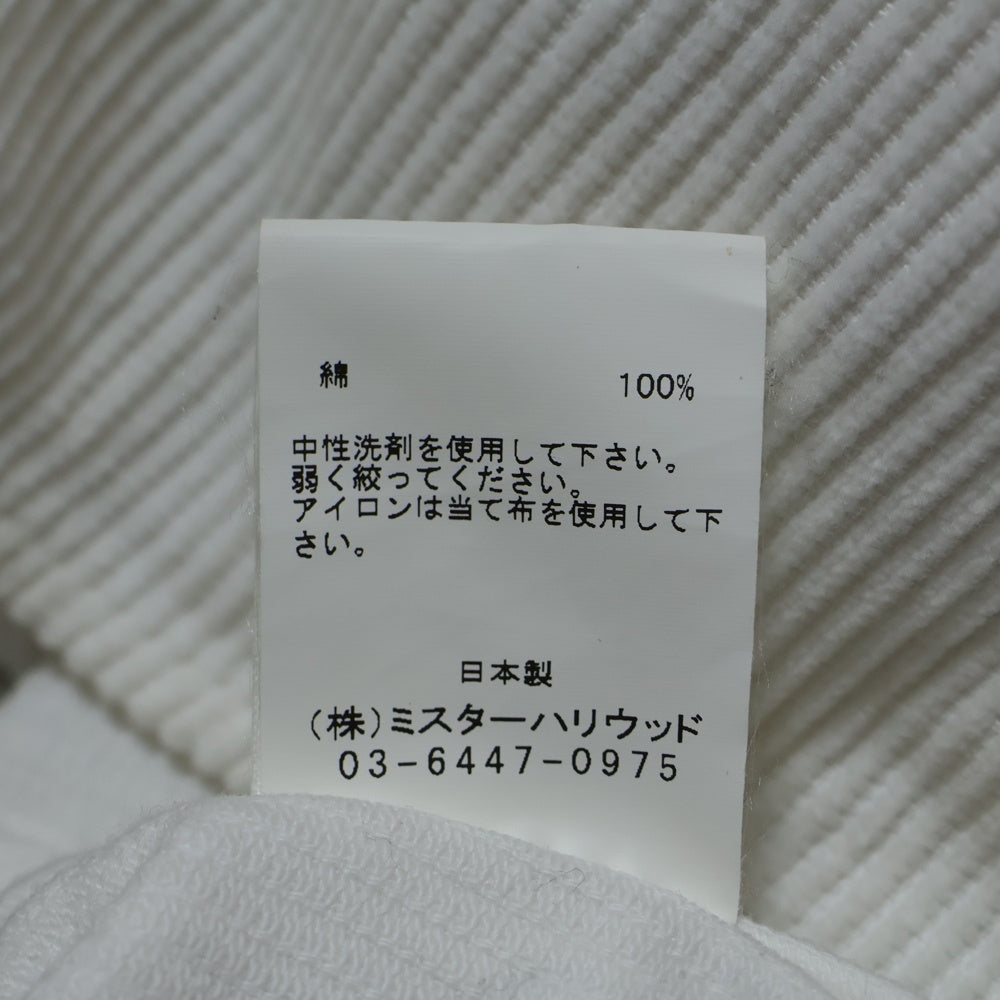 綿 100%
中性洗剤を使用して下さい。
弱く絞ってください。
アイロンは当て布を使用して下
さい。
日本製
(株)ミスターハリウッド
03-6447-0975